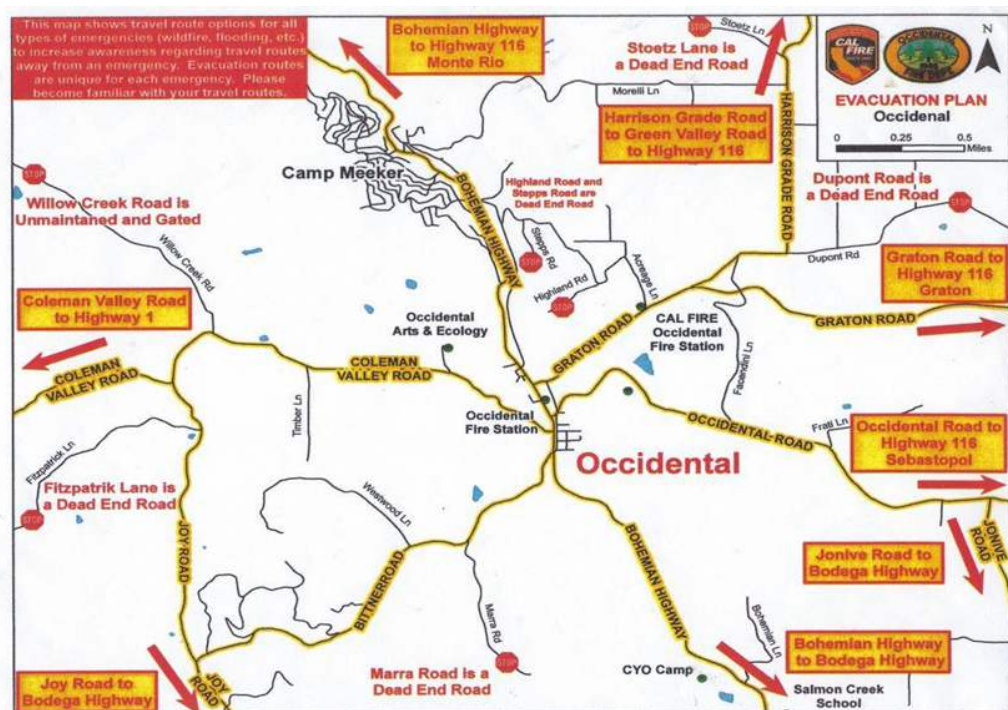 This map shows travel route options for all
types of emergencies (wildfire, flooding, etc.)
to increase awareness regarding travel routes
away from an emergency. Evacuation routes
are unique for each emergency. Please
become familiar with your travel routes.
Bohemian Highway
to Highway 116
Monte Rio
STOP
Stoetz Ln
Stoetz Lane is
a Dead End Road
Morelli Ln
Harrison Grade Road
to Green Valley Road
to Highway 116
HARRISON GRADE ROAD
CAL FIRE
OCCIDENTAL
FIRE DEPT.
N
EVACUATION PLAN
Occidenal
0 0.25 0.5
Miles
Camp Meeker
BOHEMIAN HIGHWAY
Highland Road and
Stepps Road are
Dead End Road
Stepps Rd
STOP
Highland Rd
STOP
Acreage Ln
Dupont Road is
a Dead End Road
STOP
Dupont Rd
STOP
Willow Creek Road is
Unmaintaned and Gated
Willow Creek Rd
Graton Road to
Highway 116
Graton
GRATON ROAD
GRATON ROAD
CAL FIRE
Occidental
Fire Station
Facendini Ln
Coleman Valley Road
to Highway 1
COLEMAN
VALLEY ROAD
Occidental
Arts & Ecology
COLEMAN
VALLEY ROAD
Timber Ln
Occidental
Fire Station
Occidental
OCCIDENTAL ROAD
Frati Ln
Occidental Road to
Highway 116
Sebastopol
Fitzpatrick Ln
STOP
Fitzpatrik Lane is
a Dead End Road
JOY ROAD
Westwood Ln
BITTNERROAD
Marra Rd
STOP
Marra Road is a
Dead End Road
BOHEMIAN HIGHWAY
Jonive Road to
Bodega Highway
JONIVE
ROAD
Bohemian Ln
Bohemian Highway
to Bodega Highway
CYO Camp
Salmon Creek
School
Joy Road to
Bodega Highway
JOY
ROAD